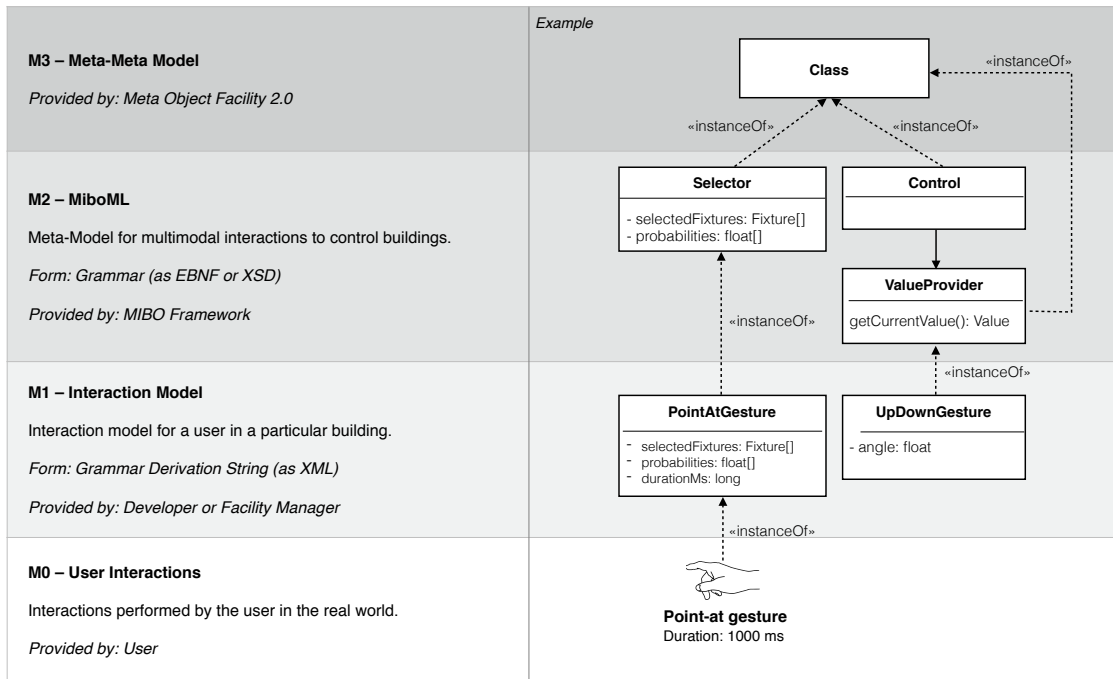 Example
M3 – Meta-Meta Model
Provided by: Meta Object Facility 2.0
Class
«instanceOf»
«instanceOf»
«instanceOf»
M2 – MiboML
Meta-Model for multimodal interactions to control buildings.
Form: Grammar (as EBNF or XSD)
Provided by: MIBO Framework
Selector
- selectedFixtures: Fixture[]
- probabilities: float[]
Control
ValueProvider
getCurrentValue(): Value
«instanceOf»
«instanceOf»
M1 – Interaction Model
Interaction model for a user in a particular building.
Form: Grammar Derivation String (as XML)
Provided by: Developer or Facility Manager
PointAtGesture
- selectedFixtures: Fixture[]
- probabilities: float[]
- durationMs: long
UpDownGesture
- angle: float
«instanceOf»
M0 – User Interactions
Interactions performed by the user in the real world.
Provided by: User
Point-at gesture
Duration: 1000 ms